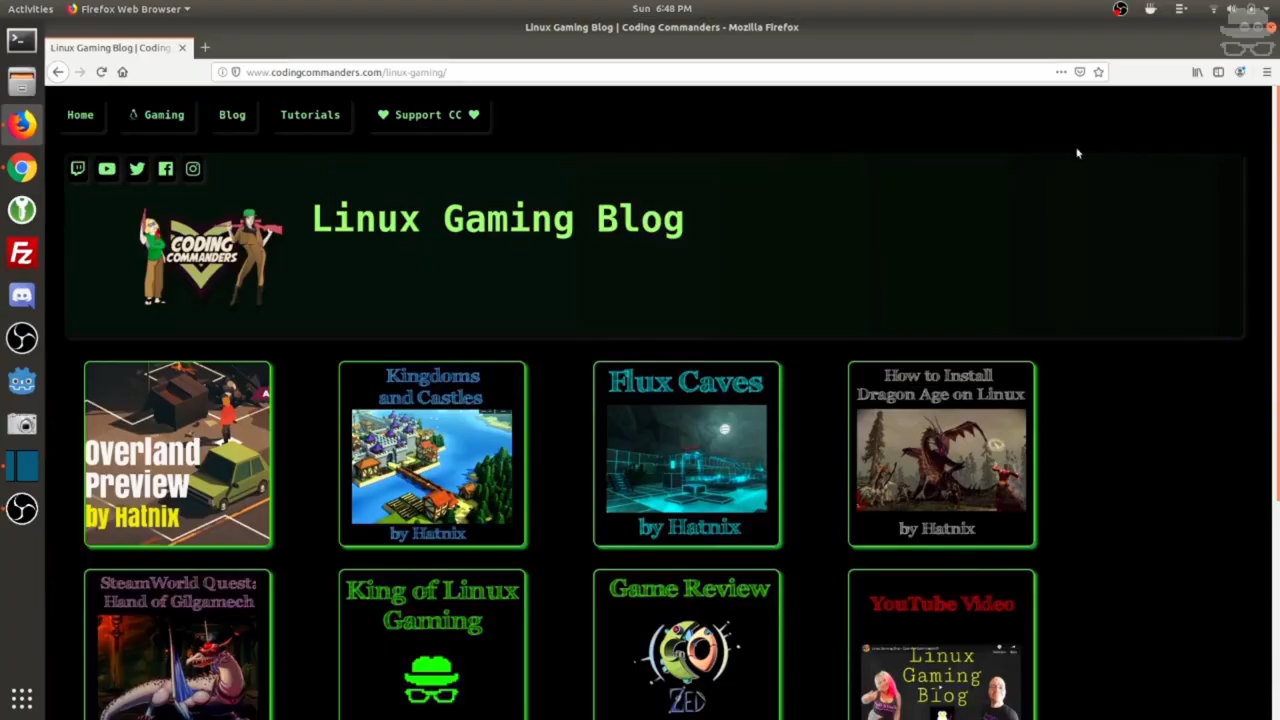 Activities
Firefox Web Browser
Sun 6:48 PM
Linux Gaming Blog | Coding Commanders - Mozilla Firefox
Linux Gaming Blog | Coding
www.codingcommanders.com/linux-gaming/
Home
Gaming
Blog
Tutorials
Support CC
CODING
COMMANDERS
Linux Gaming Blog
Overland
Preview
by Hatnix
Kingdoms
and Castles
by Hatnix
Flux Caves
by Hatnix
How to Install
Dragon Age on Linux
by Hatnix
SteamWorld Quest:
Hand of Gilgamech
King of Linux
Gaming
Game Review
ZED
YouTube Video
Linux
Gaming
Blog
Fz